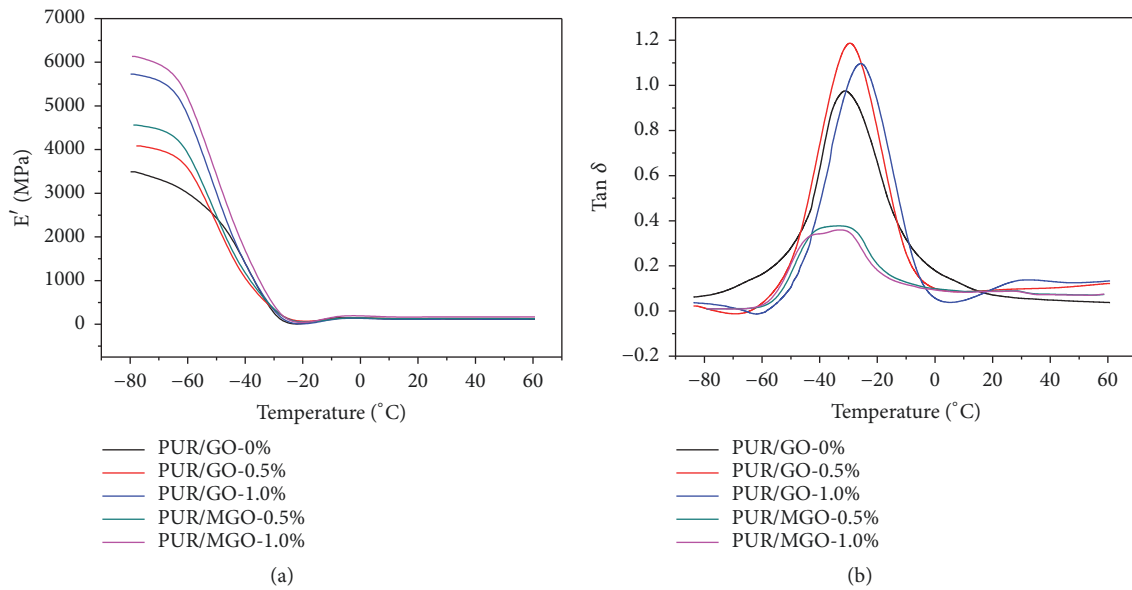 7000
6000
5000
4000
3000
2000
1000
0
E′ (MPa)
−80 −60 −40 −20 0 20 40 60
Temperature (°C)
PUR/GO-0%
PUR/GO-0.5%
PUR/GO-1.0%
PUR/MGO-0.5%
PUR/MGO-1.0%
(a)
1.2
1.0
0.8
0.6
0.4
0.2
0.0
−0.2
Tan δ
−80 −60 −40 −20 0 20 40 60
Temperature (°C)
PUR/GO-0%
PUR/GO-0.5%
PUR/GO-1.0%
PUR/MGO-0.5%
PUR/MGO-1.0%
(b)